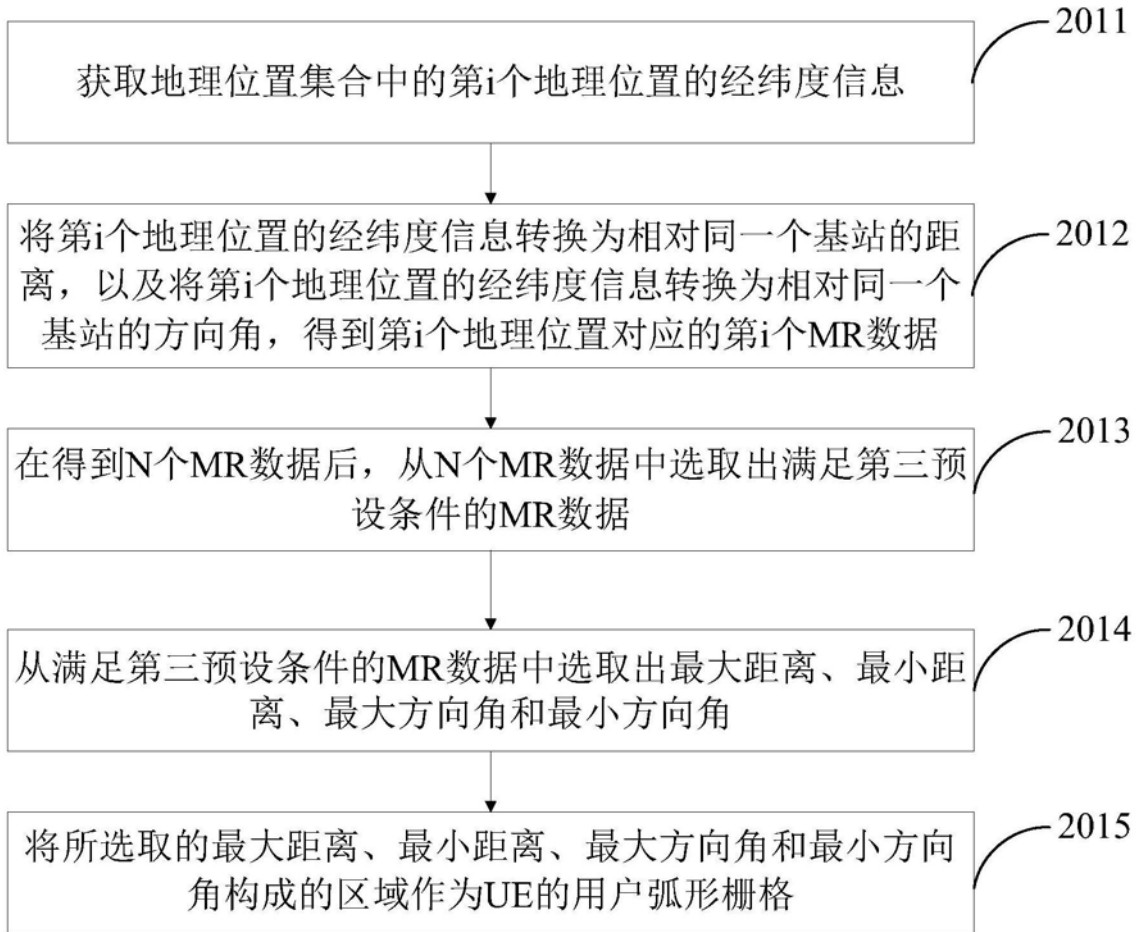 2011
获取地理位置集合中的第i个地理位置的经纬度信息
2012
将第i个地理位置的经纬度信息转换为相对同一个基站的距
离，以及将第i个地理位置的经纬度信息转换为相对同一个
基站的方向角，得到第i个地理位置对应的第i个MR数据
2013
在得到N个MR数据后，从N个MR数据中选取出满足第三预
设条件的MR数据
2014
从满足第三预设条件的MR数据中选取出最大距离、最小距
离、最大方向角和最小方向角
2015
将所选取的最大距离、最小距离、最大方向角和最小方向
角构成的区域作为UE的用户弧形栅格